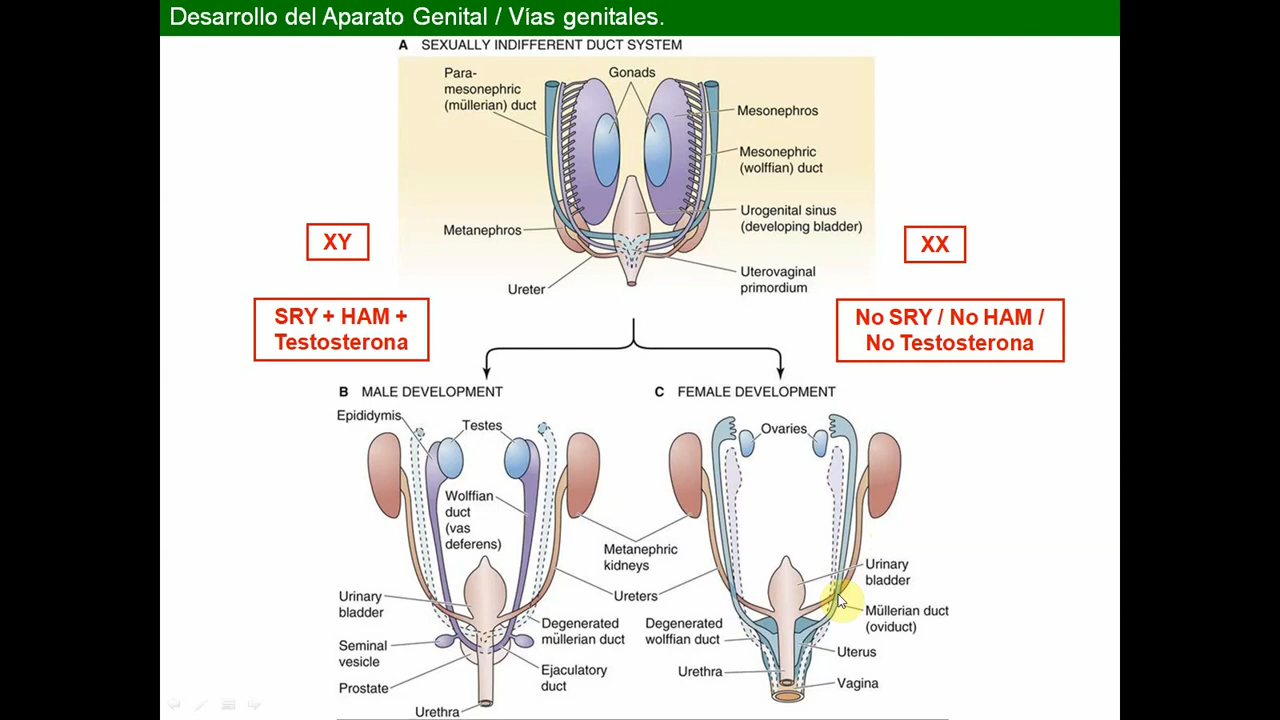 Desarrollo del Aparato Genital / Vías genitales.
A SEXUALLY INDIFFERENT DUCT SYSTEM
Para-
mesonephric
(müllerian) duct
Gonads
Mesonephros
Mesonephric
(wolffian) duct
Urogenital sinus
(developing bladder)
Metanephros
Uterovaginal
primordium
Ureter
XY
XX
SRY + HAM +
Testosterona
No SRY / No HAM /
No Testosterona
B MALE DEVELOPMENT
Epididymis
Testes
Wolffian
duct
(vas
deferens)
Metanephric
kidneys
Urinary
bladder
Ureters
Seminal
vesicle
Degenerated
müllerian duct
Prostate
Ejaculatory
duct
Urethra
C FEMALE DEVELOPMENT
Ovaries
Urinary
bladder
Müllerian duct
(oviduct)
Degenerated
wolffian duct
Uterus
Urethra
Vagina